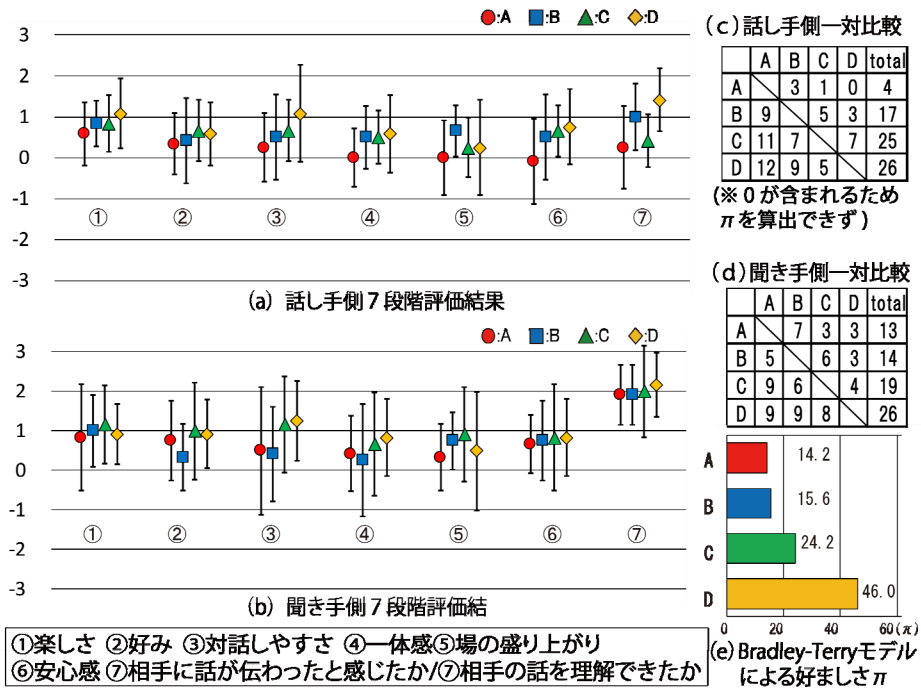 ●:A ■:B ▲:C ◆:D
3
2
1
0
-1
-2
-3
① ② ③ ④ ⑤ ⑥ ⑦
(a) 話し手側7段階評価結果
●:A ■:B ▲:C ◆:D
3
2
1
0
-1
-2
-3
① ② ③ ④ ⑤ ⑥ ⑦
(b) 聞き手側7段階評価結
①楽しさ ②好み ③対話しやすさ ④一体感⑤場の盛り上がり
⑥安心感 ⑦相手に話が伝わったと感じたか/⑦相手の話を理解できたか
(c)話し手側一対比較
A B C D total
A 3 1 0 4
B 9 5 3 17
C 11 7 7 25
D 12 9 5 26
(※0が含まれるため
πを算出できず)
(d)聞き手側一対比較
A B C D total
A 7 3 3 13
B 5 6 3 14
C 9 6 4 19
D 9 9 8 26
A 14.2
B 15.6
C 24.2
D 46.0
0 20 40 60(π)
(e)Bradley-Terryモデル
による好ましさπ